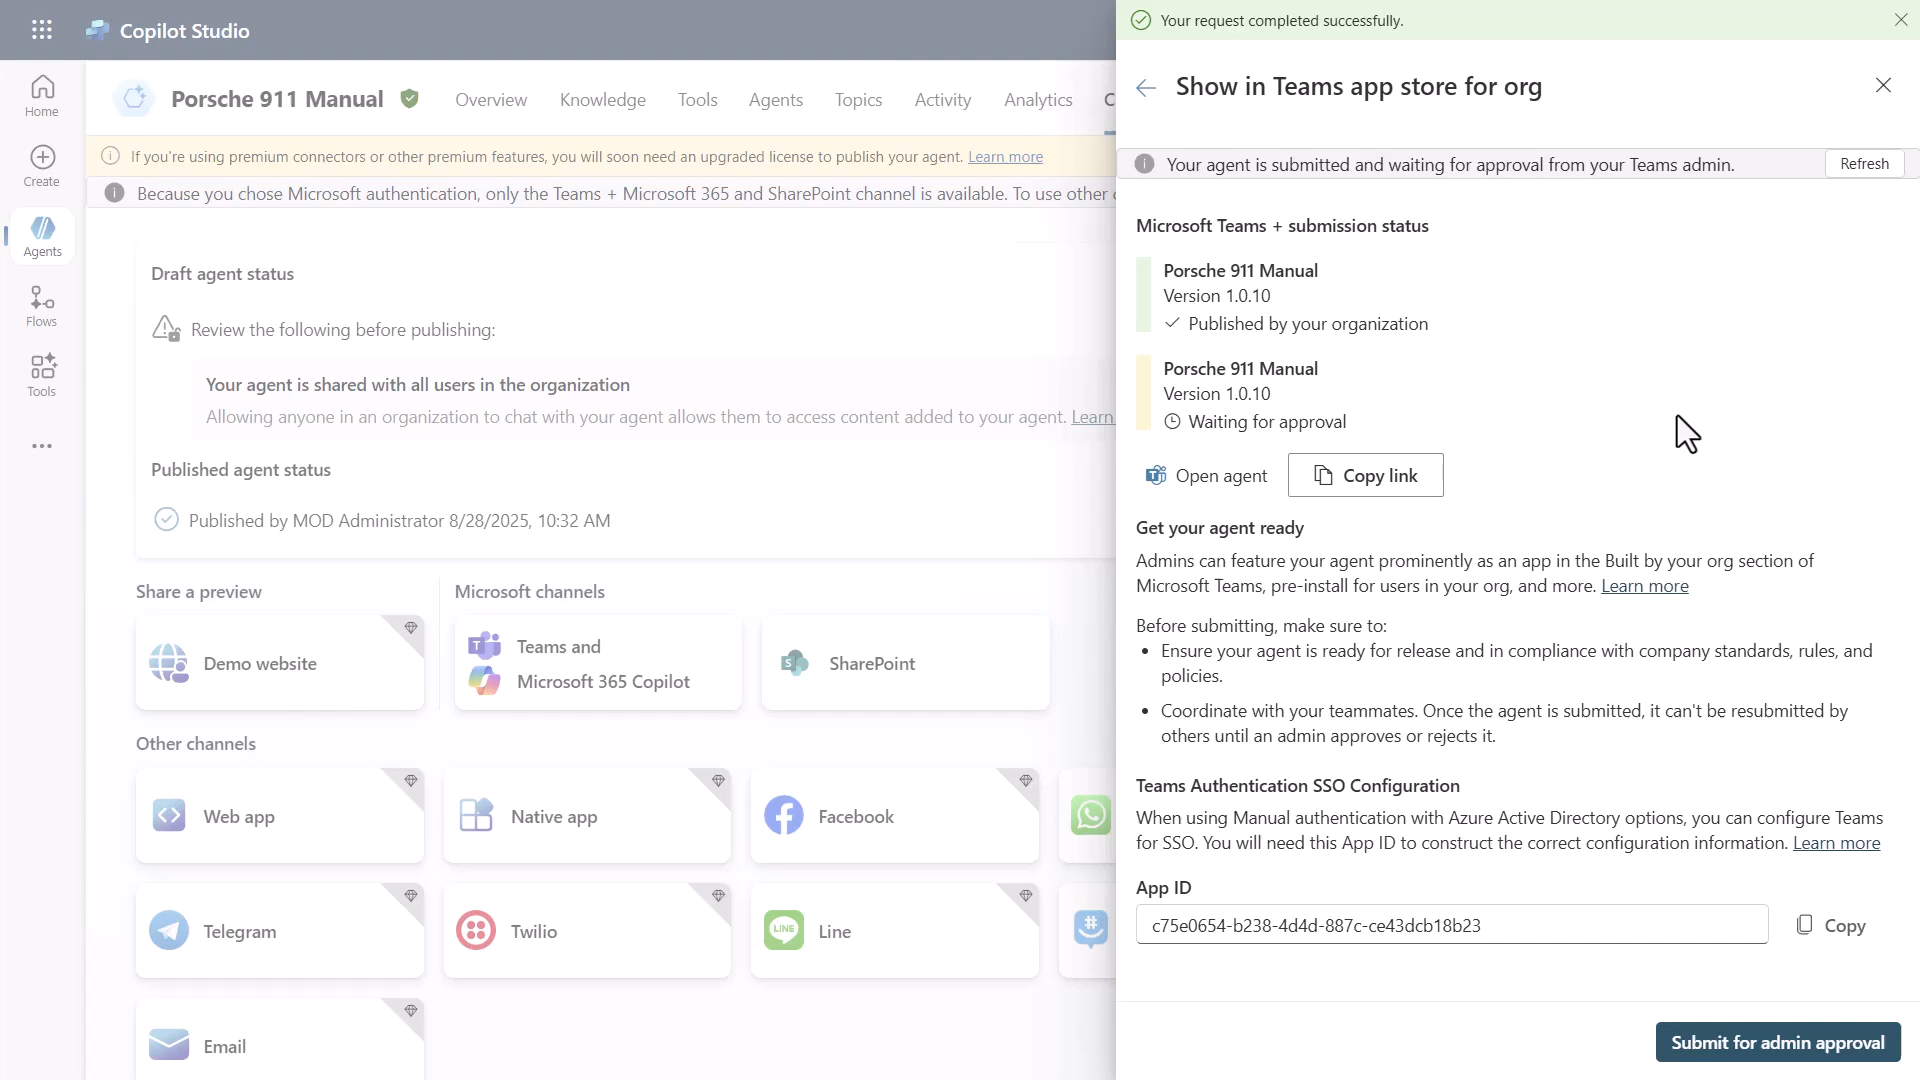 Copilot Studio
Home
Create
Agents
Flows
Tools
Porsche 911 Manual
Overview
Knowledge
Tools
Agents
Topics
Activity
Analytics
If you're using premium connectors or other premium features, you will soon need an upgraded license to publish your agent. Learn more
Because you chose Microsoft authentication, only the Teams + Microsoft 365 and SharePoint channel is available. To use other
Draft agent status
Review the following before publishing:
Your agent is shared with all users in the organization
Allowing anyone in an organization to chat with your agent allows them to access content added to your agent. Learn
Published agent status
Published by MOD Administrator 8/28/2025, 10:32 AM
Share a preview
Demo website
Microsoft channels
Teams and
Microsoft 365 Copilot
SharePoint
Other channels
Web app
Native app
Facebook
Telegram
Twilio
LINE
Line
Email
Your request completed successfully.
Show in Teams app store for org
Your agent is submitted and waiting for approval from your Teams admin.
Refresh
Microsoft Teams + submission status
Porsche 911 Manual
Version 1.0.10
Published by your organization
Porsche 911 Manual
Version 1.0.10
Waiting for approval
Open agent
Copy link
Get your agent ready
Admins can feature your agent prominently as an app in the Built by your org section of
Microsoft Teams, pre-install for users in your org, and more. Learn more
Before submitting, make sure to:
• Ensure your agent is ready for release and in compliance with company standards, rules, and
policies.
• Coordinate with your teammates. Once the agent is submitted, it can't be resubmitted by
others until an admin approves or rejects it.
Teams Authentication SSO Configuration
When using Manual authentication with Azure Active Directory options, you can configure Teams
for SSO. You will need this App ID to construct the correct configuration information. Learn more
App ID
c75e0654-b238-4d4d-887c-ce43dcb18b23
Copy
Submit for admin approval